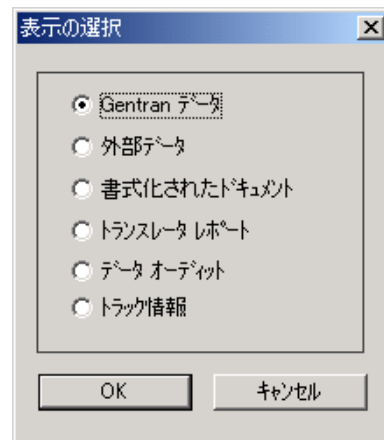 表示の選択
Gentran データ
外部データ
書式化されたドキュメント
トランスレータ レポート
データ オーディット
トラック情報
OK キャンセル